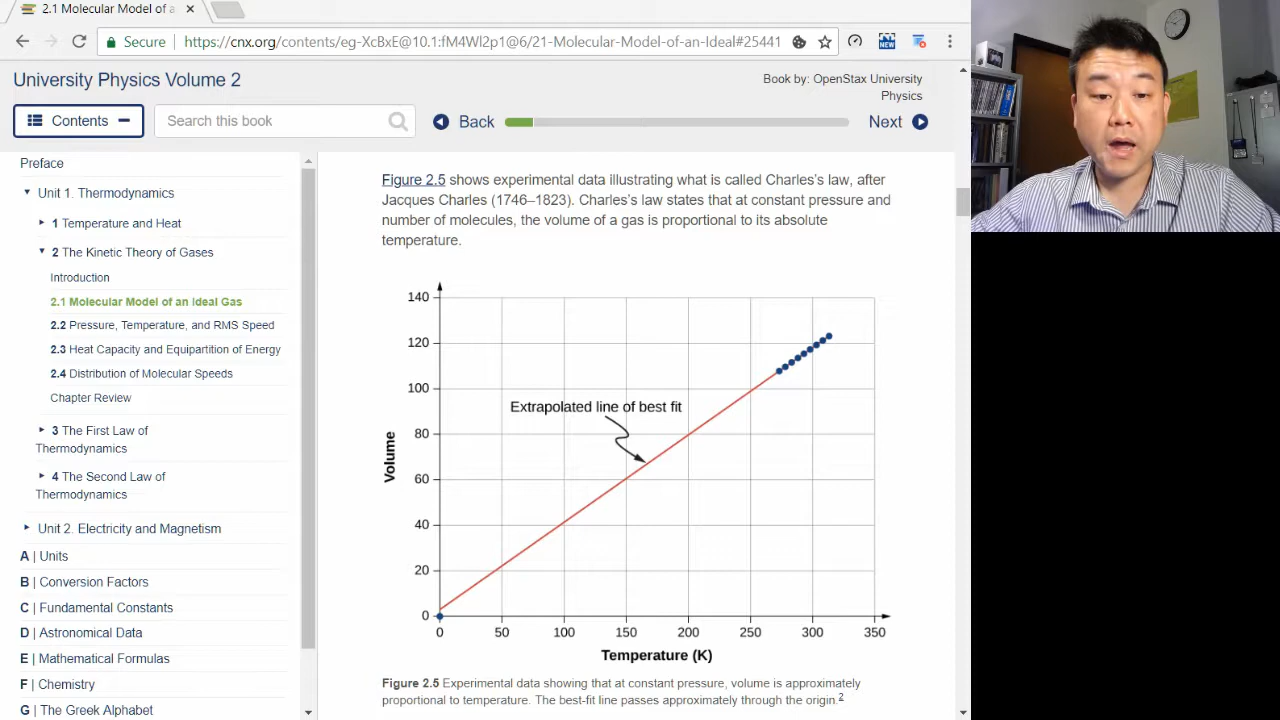 2.1 Molecular Model of a
Secure
https://cnx.org/contents/eg-XcBxE@10.1:fM4Wl2p1@6/21-Molecular-Model-of-an-Ideal#25441
NEW
University Physics Volume 2
Book by: OpenStax University
Physics
Contents
Search this book
Back
Next
Preface
Unit 1. Thermodynamics
1 Temperature and Heat
2 The Kinetic Theory of Gases
Introduction
2.1 Molecular Model of an Ideal Gas
2.2 Pressure, Temperature, and RMS Speed
2.3 Heat Capacity and Equipartition of Energy
2.4 Distribution of Molecular Speeds
Chapter Review
3 The First Law of
Thermodynamics
4 The Second Law of
Thermodynamics
Unit 2. Electricity and Magnetism
A | Units
B | Conversion Factors
C | Fundamental Constants
D | Astronomical Data
E | Mathematical Formulas
F | Chemistry
G | The Greek Alphabet
Figure 2.5 shows experimental data illustrating what is called Charles’s law, after
Jacques Charles (1746–1823). Charles’s law states that at constant pressure and
number of molecules, the volume of a gas is proportional to its absolute
temperature.
140
120
100
80
60
40
20
0
Volume
Extrapolated line of best fit
0 50 100 150 200 250 300 350
Temperature (K)
Figure 2.5 Experimental data showing that at constant pressure, volume is approximately
proportional to temperature. The best-fit line passes approximately through the origin.2